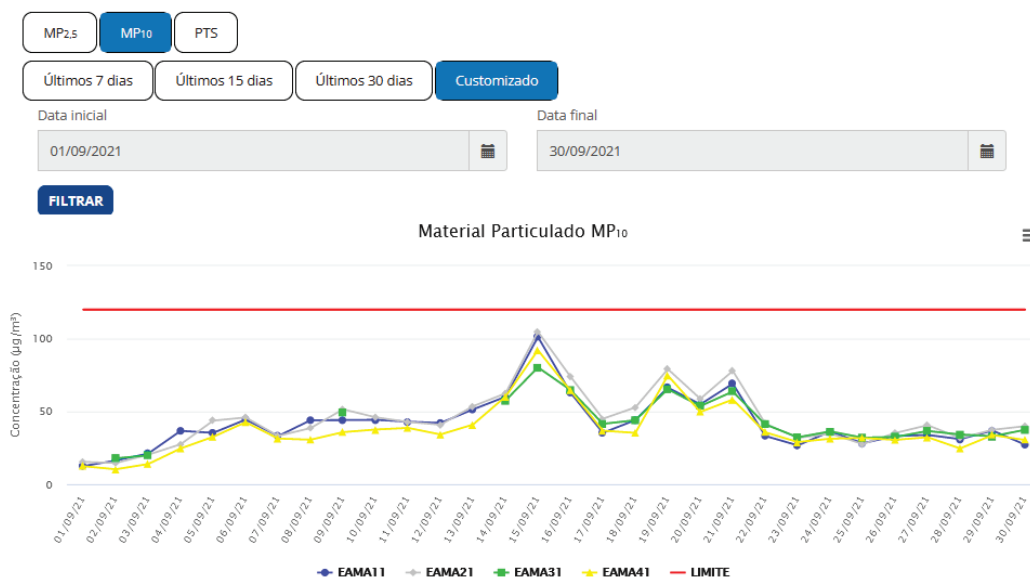 MP2,5 MP10 PTS
Últimos 7 dias Últimos 15 dias Últimos 30 dias Customizado
Data inicial Data final
01/09/2021 30/09/2021
FILTRAR
Material Particulado MP10
150
100
50
0
Concentração (µg/m³)
01/09/21 02/09/21 03/09/21 04/09/21 05/09/21 06/09/21 07/09/21 08/09/21 09/09/21 10/09/21 11/09/21 12/09/21 13/09/21 14/09/21 15/09/21 16/09/21 17/09/21 18/09/21 19/09/21 20/09/21 21/09/21 22/09/21 23/09/21 24/09/21 25/09/21 26/09/21 27/09/21 28/09/21 29/09/21 30/09/21
EAMA11 EAMA21 EAMA31 EAMA41 LIMITE